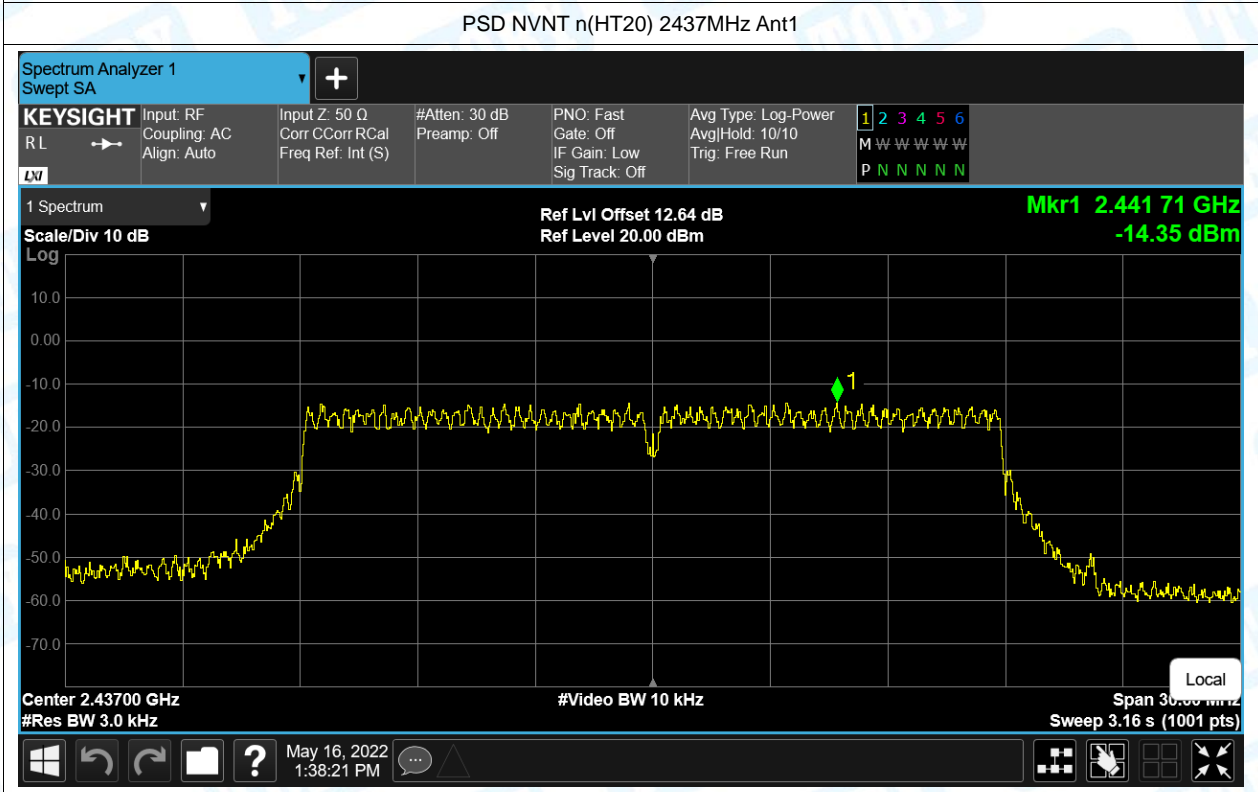 PSD NVNT n(HT20) 2437MHz Ant1
Spectrum Analyzer 1
Swept SA
KEYSIGHT
R L
LXI
Input: RF
Coupling: AC
Align: Auto
Input Z: 50 Ω
Corr CCorr RCal
Freq Ref: Int (S)
#Atten: 30 dB
Preamp: Off
PNO: Fast
Gate: Off
IF Gain: Low
Sig Track: Off
Avg Type: Log-Power
Avg|Hold: 10/10
Trig: Free Run
1 2 3 4 5 6
M W W W W W
P N N N N N
1 Spectrum
Scale/Div 10 dB
Ref Lvl Offset 12.64 dB
Ref Level 20.00 dBm
Mkr1 2.441 71 GHz
-14.35 dBm
Log
10.0
0.00
-10.0
1
-20.0
-30.0
-40.0
-50.0
-60.0
-70.0
Local
Center 2.43700 GHz
#Video BW 10 kHz
Span 30.00 MHz
#Res BW 3.0 kHz
Sweep 3.16 s (1001 pts)
?
May 16, 2022
1:38:21 PM